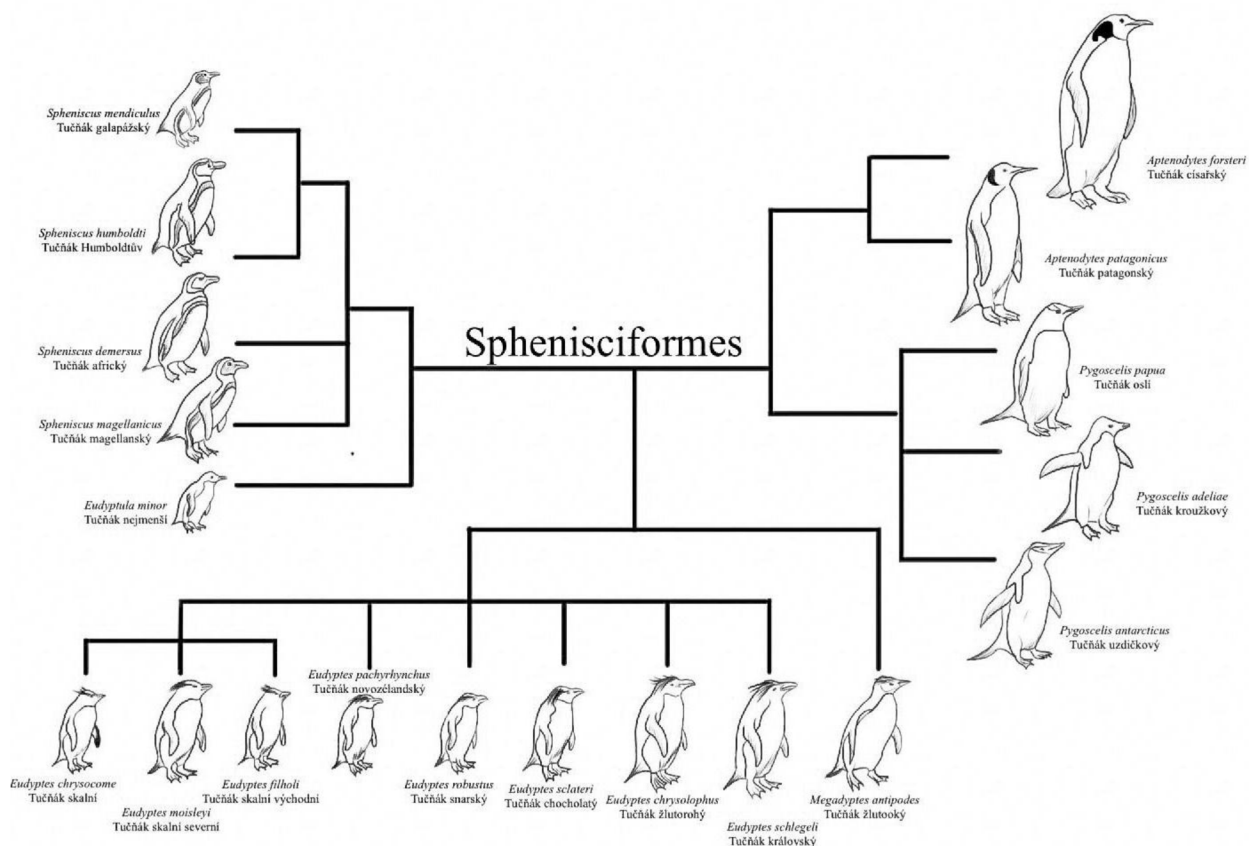 Spheniscus mendiculus
Tučňák galapážský
Spheniscus humboldti
Tučňák Humboldtův
Spheniscus demersus
Tučňák africký
Spheniscus magellanicus
Tučňák magellanský
Eudyptula minor
Tučňák nejmenší
Sphenisciformes
Aptenodytes forsteri
Tučňák císařský
Aptenodytes patagonicus
Tučňák patagonský
Pygoscelis papua
Tučňák oslí
Pygoscelis adeliae
Tučňák kroužkový
Pygoscelis antarcticus
Tučňák uzdičkový
Eudyptes chrysocome
Tučňák skalní
Eudyptes moisleyi
Tučňák skalní severní
Eudyptes filholi
Tučňák skalní východní
Eudyptes pachyrhynchus
Tučňák novozélandský
Eudyptes robustus
Tučňák snarský
Eudyptes sclateri
Tučňák chocholatý
Eudyptes chrysolophus
Tučňák žlutorohý
Eudyptes schlegeli
Tučňák královský
Megadyptes antipodes
Tučňák žlutooký